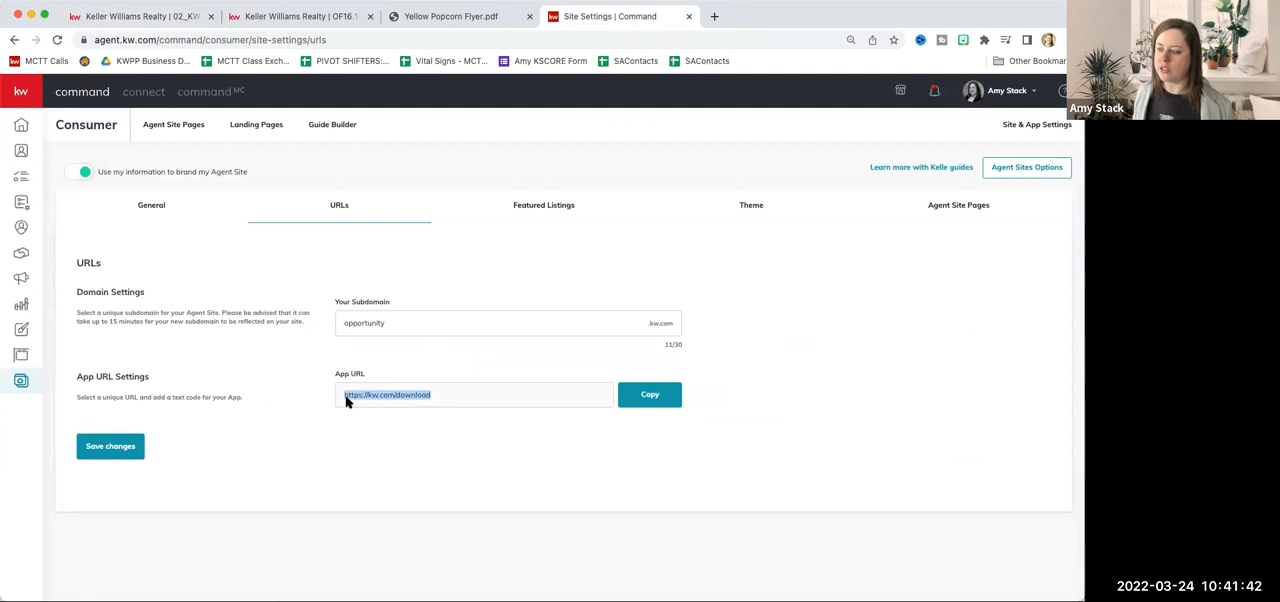 kw Keller Williams Realty | 02_KW
kw Keller Williams Realty | OF16.1
Yellow Popcorn Flyer.pdf
kw Site Settings | Command
agent.kw.com/command/consumer/site-settings/urls
kw MCTT Calls
KWPP Business D...
MCTT Class Exch...
PIVOT SHIFTERS:...
Vital Signs - MCT...
Amy KSCORE Form
SAContacts
SAContacts
Other Bookmar
kw command connect command MC
Amy Stack
Amy Stack
Consumer Agent Site Pages Landing Pages Guide Builder Site & App Settings
Use my information to brand my Agent Site
Learn more with Kelle guides
Agent Sites Options
General URLs Featured Listings Theme Agent Site Pages
URLs
Domain Settings
Select a unique subdomain for your Agent Site. Please be advised that it can
take up to 15 minutes for your new subdomain to be reflected on your site.
Your Subdomain
opportunity .kw.com
11/30
App URL Settings
Select a unique URL and add a text code for your App.
App URL
https://kw.com/download
Copy
Save changes
2022-03-24 10:41:42